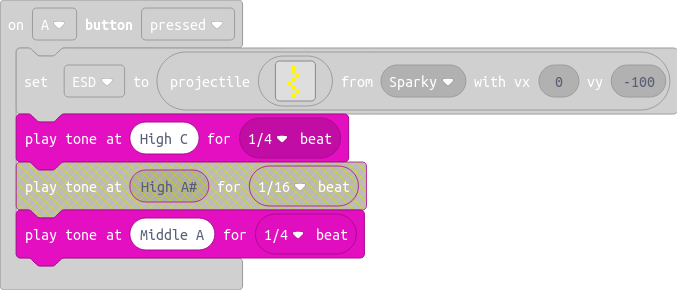 on A button pressed
set ESD to projectile from Sparky with vx 0 vy -100
play tone at High C for 1/4 beat
play tone at High A# for 1/16 beat
play tone at Middle A for 1/4 beat